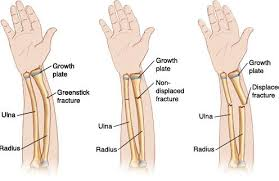 Growth
plate
Greenstick
fracture
Ulna
Radius
Growth
plate
Non-
displaced
fracture
Ulna
Radius
Growth
plate
Displaced
fracture
Ulna
Radius